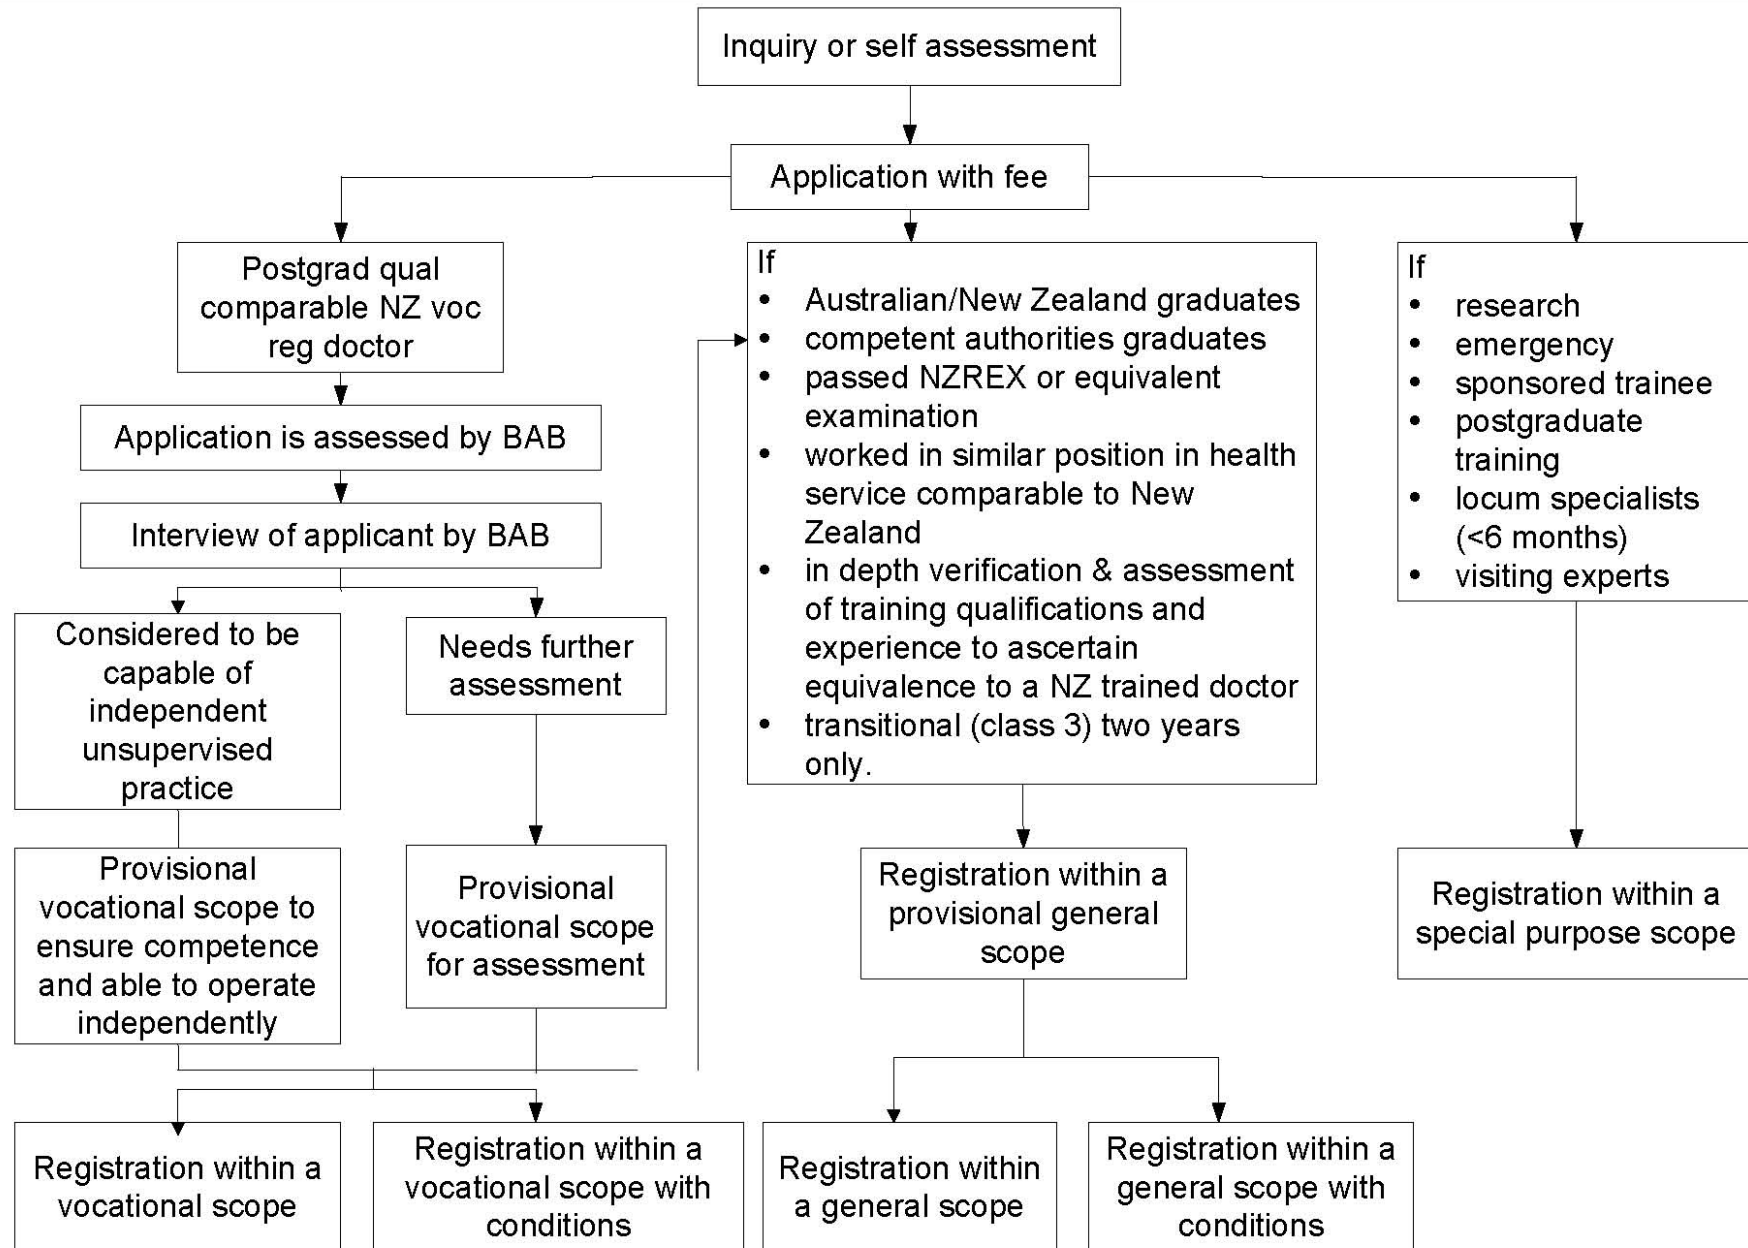 Inquiry or self assessment
Application with fee
Postgrad qual
comparable NZ voc
reg doctor
Application is assessed by BAB
Interview of applicant by BAB
Considered to be
capable of
independent
unsupervised
practice
Needs further
assessment
Provisional
vocational scope to
ensure competence
and able to operate
independently
Provisional
vocational scope
for assessment
If
• Australian/New Zealand graduates
• competent authorities graduates
• passed NZREX or equivalent
examination
• worked in similar position in health
service comparable to New
Zealand
• in depth verification & assessment
of training qualifications and
experience to ascertain
equivalence to a NZ trained doctor
• transitional (class 3) two years
only.
Registration within a
provisional general
scope
If
• research
• emergency
• sponsored trainee
• postgraduate
training
• locum specialists
(<6 months)
• visiting experts
Registration within a
special purpose scope
Registration within a
vocational scope
Registration within a
vocational scope with
conditions
Registration within
a general scope
Registration within a
general scope with
conditions